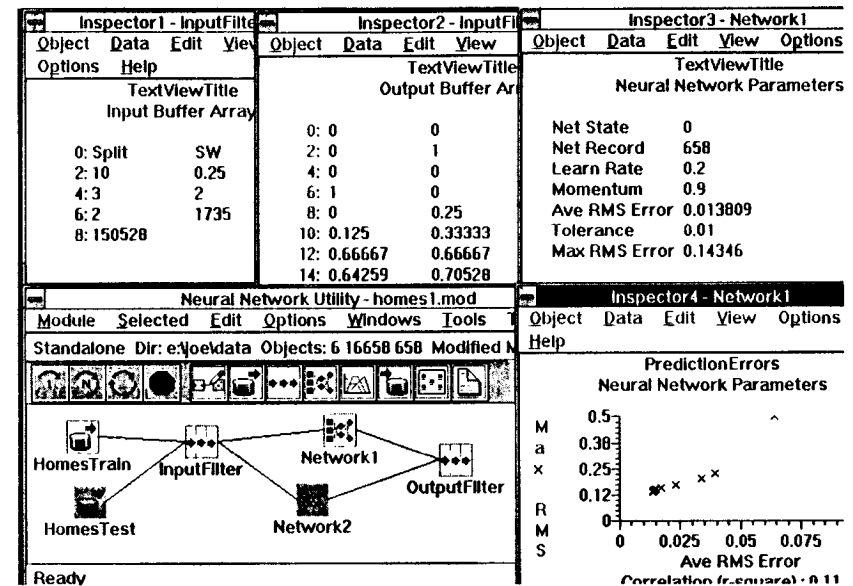 Inspector1 - InputFilte
Object Data Edit View
Options Help
TextViewTitle
Input Buffer Array
0: Split SW
2: 10 0.25
4: 3 2
6: 2 1735
8: 150528
Inspector2 - InputFil
Object Data Edit View
TextViewTitle
Output Buffer Arr
0: 0 0
2: 0 1
4: 0 0
6: 1 0
8: 0 0.25
10: 0.125 0.33333
12: 0.66667 0.66667
14: 0.64259 0.70528
Inspector3 - Network1
Object Data Edit View Options
TextViewTitle
Neural Network Parameters
Net State 0
Net Record 658
Learn Rate 0.2
Momentum 0.9
Ave RMS Error 0.013809
Tolerance 0.01
Max RMS Error 0.14346
Neural Network Utility - homes1.mod
Module Selected Edit Options Windows Tools T
Standalone Dir: e:\joe\data Objects: 6 16658 658 Modified N
HomesTrain
InputFilter
Network1
OutputFilter
HomesTest
Network2
Ready
Inspector4 - Network1
Object Data Edit View Options
Help
PredictionErrors
Neural Network Parameters
Max RMS
0.5
0.38
0.25
0.12
0
0 0.025 0.05 0.075
Ave RMS Error
Correlation (r-square) : 0.11